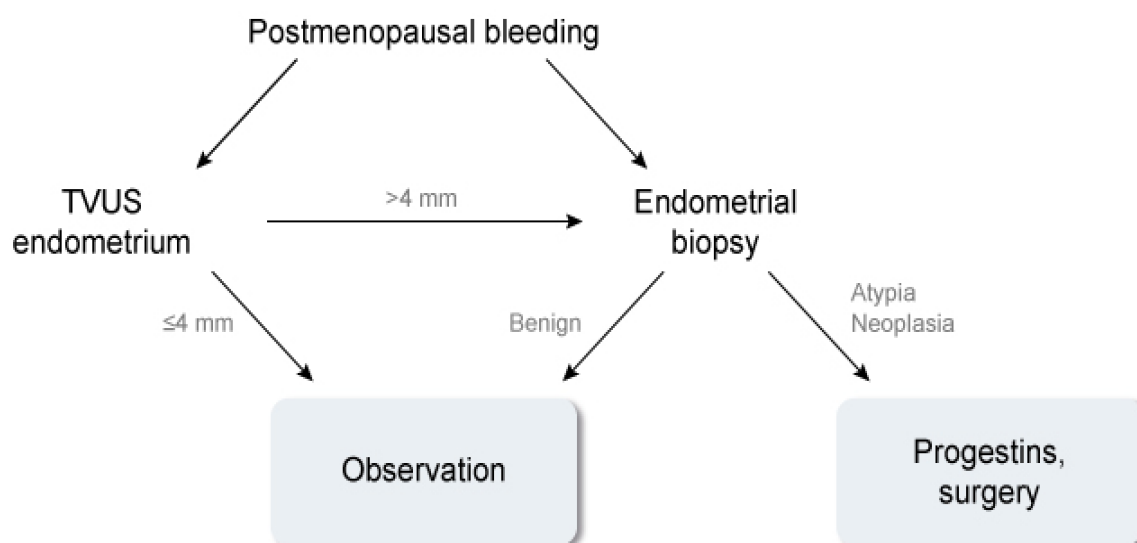 Postmenopausal bleeding
TVUS
endometrium
>4 mm
Endometrial
biopsy
≤4 mm
Benign
Atypia
Neoplasia
Observation
Progestins,
surgery